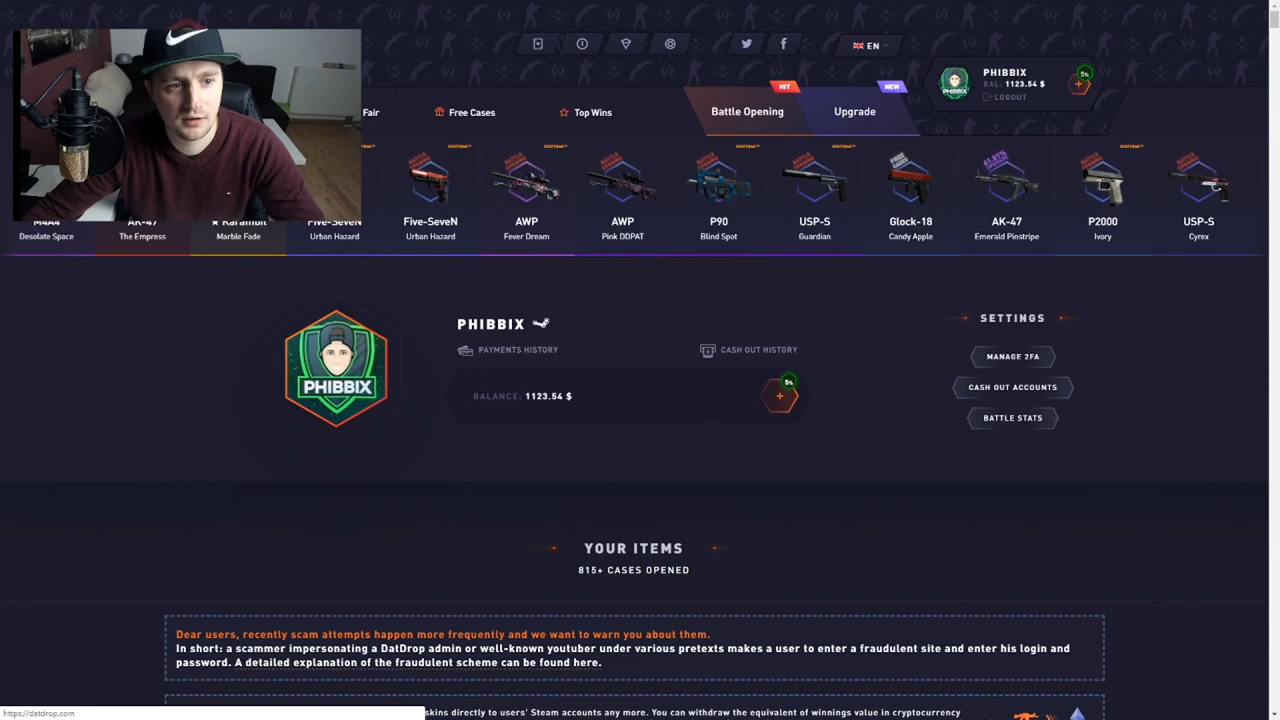 EN
PHIBBIX
BAL: 1123.54 $
LOGOUT
5%
PHIBBIX
Fair
Free Cases
Top Wins
HIT
Battle Opening
NEW
Upgrade
M4A4
Desolate Space
AK-47
The Empress
★ Karambit
Marble Fade
Five-SeveN
Urban Hazard
Five-SeveN
Urban Hazard
STATTRAK™
AWP
Fever Dream
AWP
Pink DDPAT
STATTRAK™
P90
Blind Spot
STATTRAK™
USP-S
Guardian
FREE CASES
Glock-18
Candy Apple
AK-47
Emerald Pinstripe
STATTRAK™
P2000
Ivory
USP-S
Cyrex
PHIBBIX
PHIBBIX
PAYMENTS HISTORY
CASH OUT HISTORY
BALANCE: 1123.54 $
5%
SETTINGS
MANAGE 2FA
CASH OUT ACCOUNTS
BATTLE STATS
YOUR ITEMS
815+ CASES OPENED
Dear users, recently scam attempts happen more frequently and we want to warn you about them.
In short: a scammer impersonating a DatDrop admin or well-known youtuber under various pretexts makes a user to enter a fraudulent site and enter his login and
password. A detailed explanation of the fraudulent scheme can be found here.
skins directly to users' Steam accounts any more. You can withdraw the equivalent of winnings value in cryptocurrency
https://datdrop.com